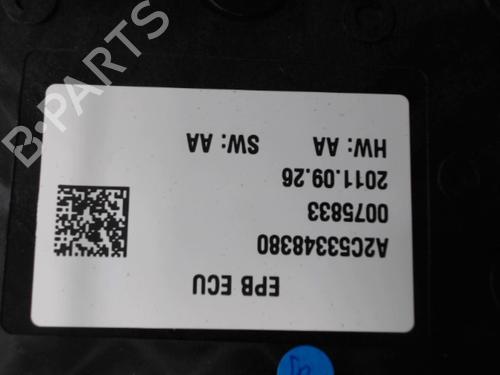 EPB ECU
A2C53348380
0075833
2011.09.26
HW: AA SW: AA
B-PARTS